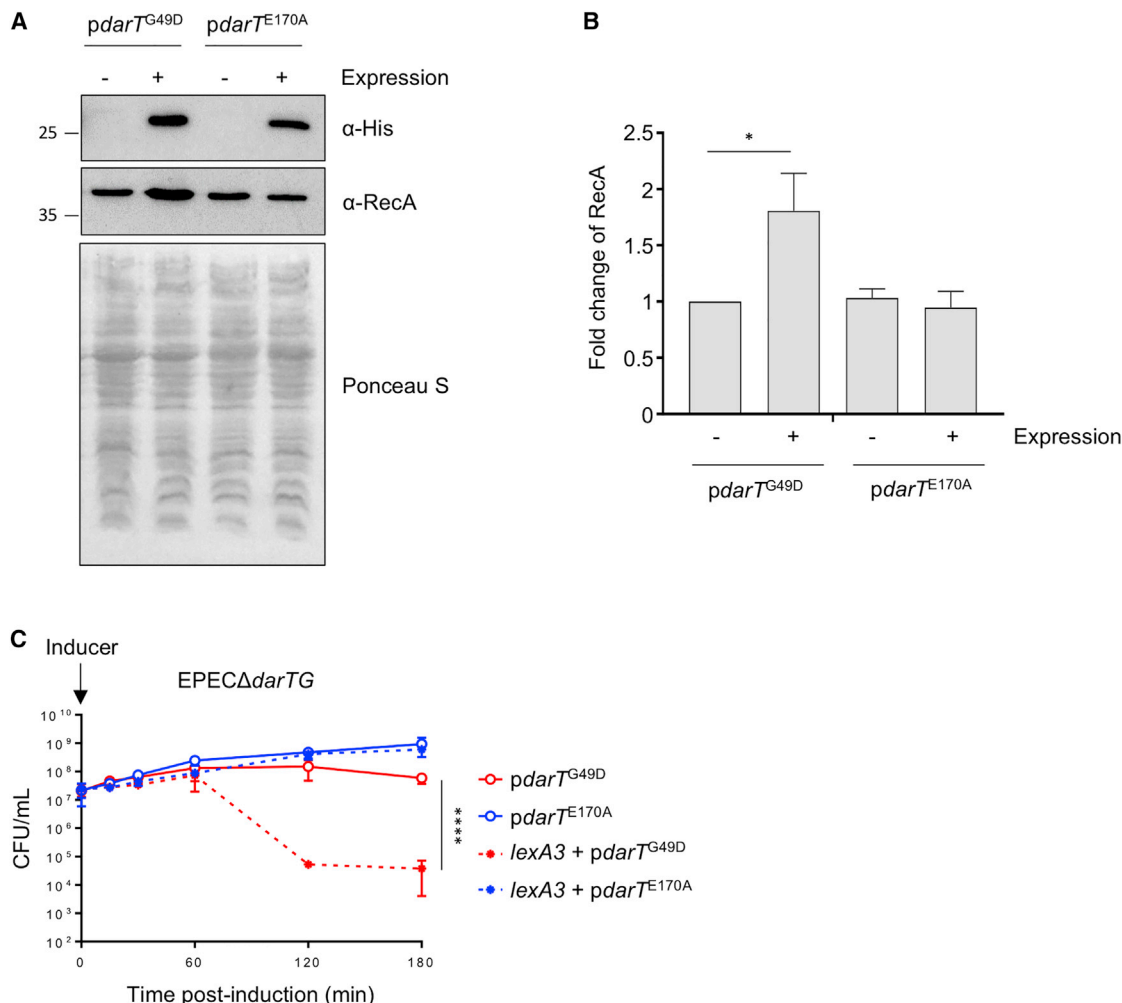 A
pdarT^G49D pdarT^E170A
- + - + Expression
25 α-His
35 α-RecA
Ponceau S
B
2.5
2
1.5
1
0.5
0
Fold change of RecA
*
- + - + Expression
pdarT^G49D pdarT^E170A
C
Inducer
EPECΔdarTG
10^10
10^9
10^8
10^7
10^6
10^5
10^4
10^3
10^2
CFU/mL
0 60 120 180
Time post-induction (min)
****
pdarT^G49D
pdarT^E170A
lexA3 + pdarT^G49D
lexA3 + pdarT^E170A